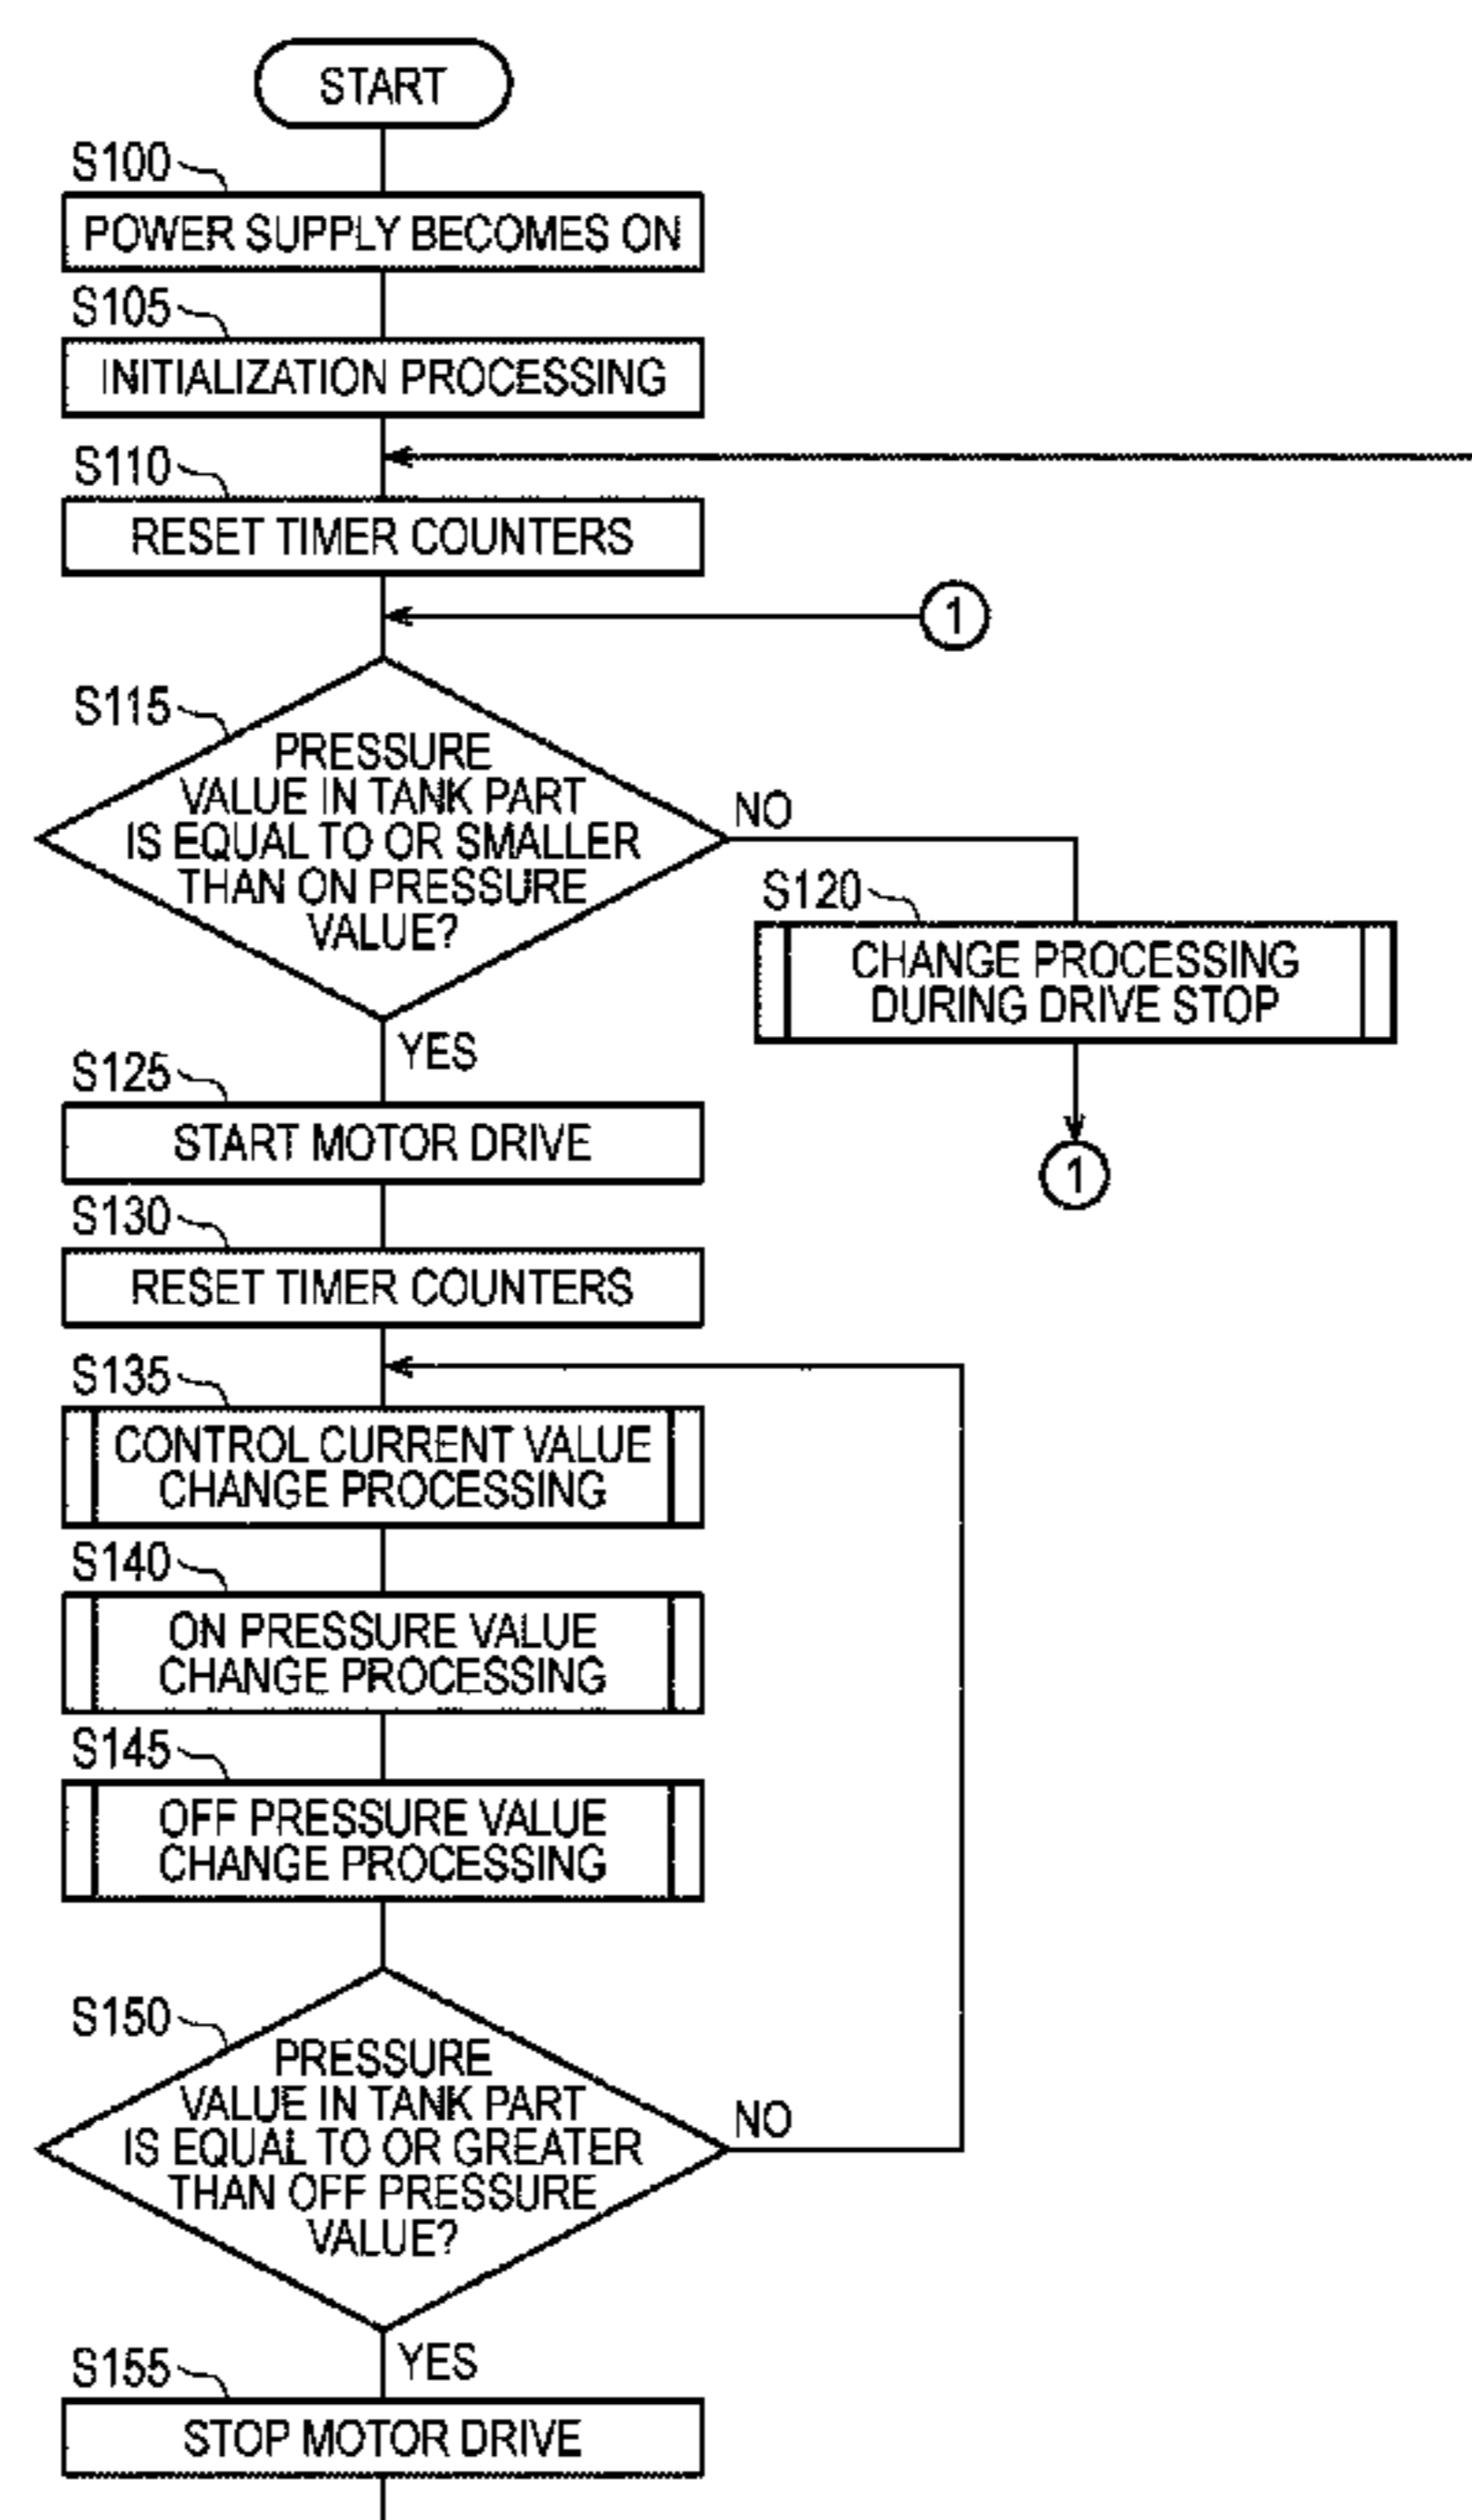 START
S100
POWER SUPPLY BECOMES ON
S105
INITIALIZATION PROCESSING
S110
RESET TIMER COUNTERS
1
S115
PRESSURE
VALUE IN TANK PART
IS EQUAL TO OR SMALLER
THAN ON PRESSURE
VALUE?
NO
S120
CHANGE PROCESSING
DURING DRIVE STOP
1
YES
S125
START MOTOR DRIVE
S130
RESET TIMER COUNTERS
S135
CONTROL CURRENT VALUE
CHANGE PROCESSING
S140
ON PRESSURE VALUE
CHANGE PROCESSING
S145
OFF PRESSURE VALUE
CHANGE PROCESSING
S150
PRESSURE
VALUE IN TANK PART
IS EQUAL TO OR GREATER
THAN OFF PRESSURE
VALUE?
NO
YES
S155
STOP MOTOR DRIVE